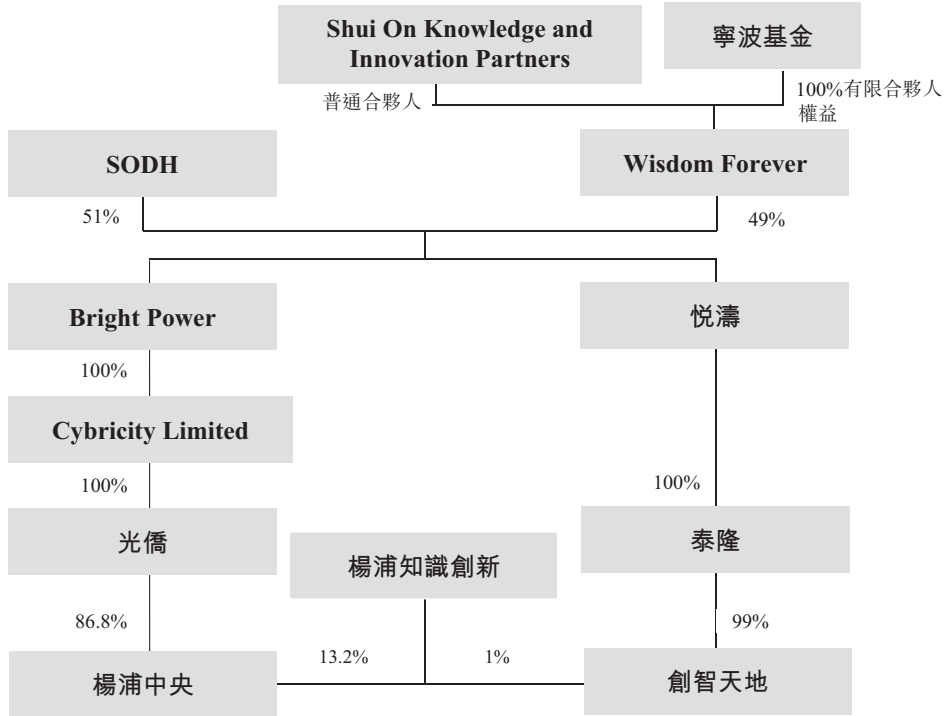 Shui On Knowledge and
Innovation Partners
寧波基金
普通合夥人
100%有限合夥人
權益
SODH
Wisdom Forever
51%
49%
Bright Power
悦濤
100%
Cybricity Limited
100%
100%
光僑
楊浦知識創新
泰隆
86.8%
99%
13.2%
1%
楊浦中央
創智天地